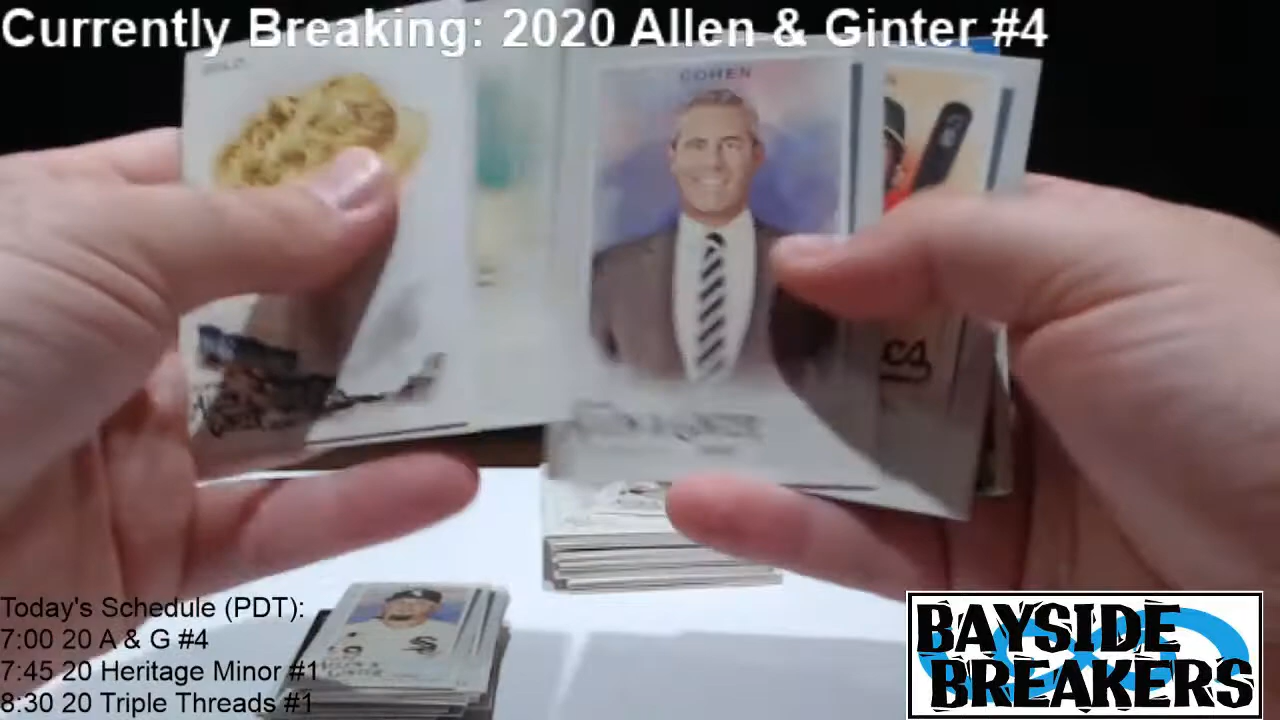 Currently Breaking: 2020 Allen & Ginter #4
COHEN
Today's Schedule (PDT):
7:00 20 A & G #4
7:45 20 Heritage Minor #1
8:30 20 Triple Threads #1
BAYSIDE
BREAKERS